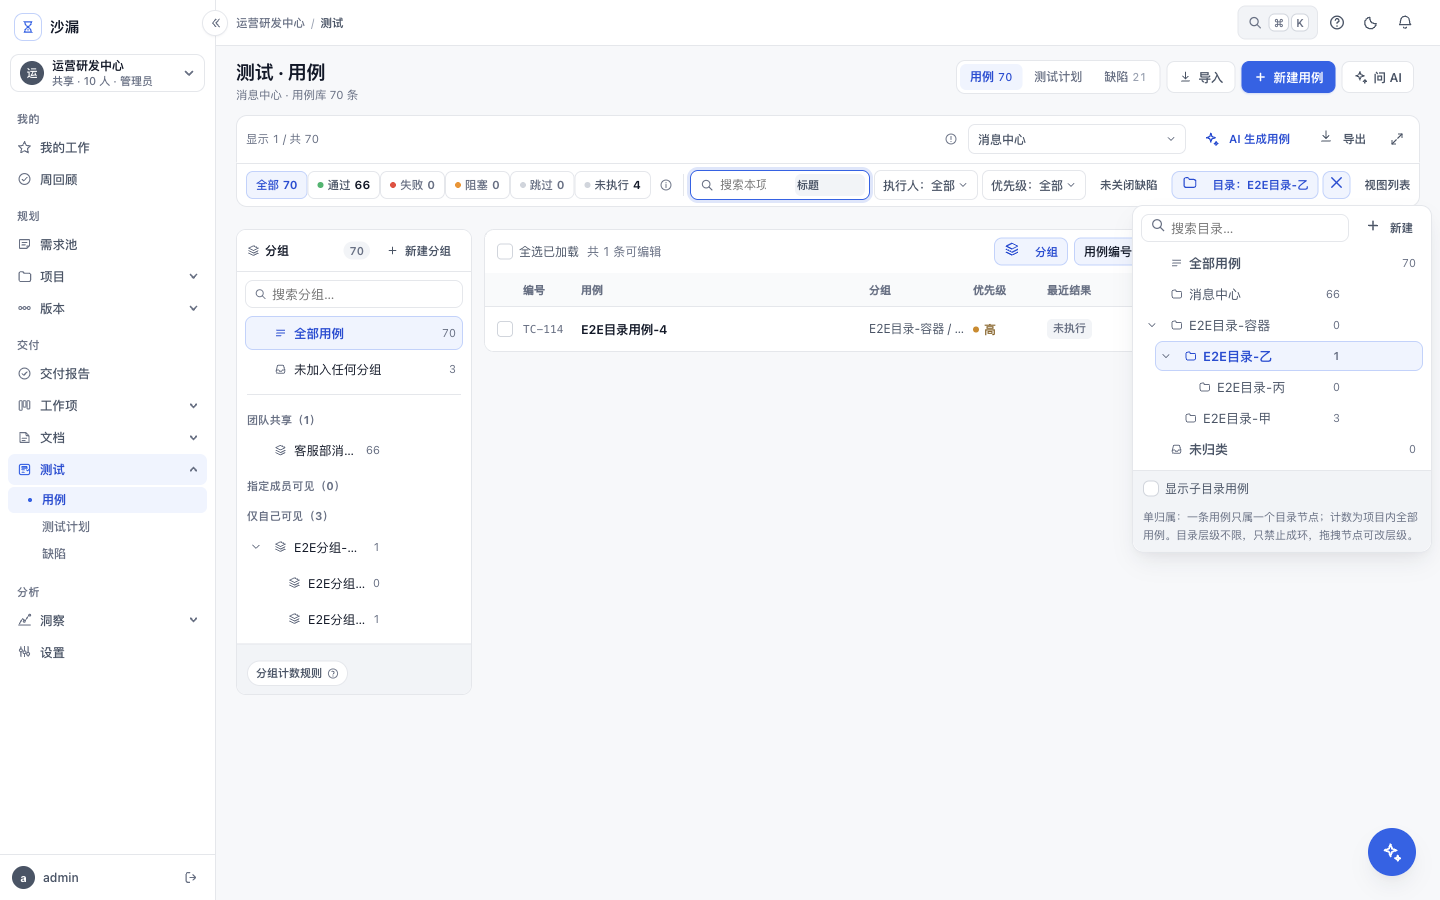 沙漏
运 运营研发中心
共享 · 10 人 · 管理员
我的
我的工作
周回顾
规划
需求池
项目
版本
交付
交付报告
工作项
文档
测试
用例
测试计划
缺陷
分析
洞察
设置
a admin
运营研发中心 / 测试
⌘ K
测试 · 用例
消息中心 · 用例库 70 条
用例 70 测试计划 缺陷 21 导入 新建用例 问 AI
显示 1 / 共 70 消息中心 AI 生成用例 导出
全部 70 通过 66 失败 0 阻塞 0 跳过 0 未执行 4 搜索本项 标题 执行人：全部 优先级：全部 未关闭缺陷 目录：E2E目录-乙 视图列表
分组 70 新建分组
搜索分组...
全部用例 70
未加入任何分组 3
团队共享（1）
客服部消... 66
指定成员可见（0）
仅自己可见（3）
E2E分组-... 1
E2E分组... 0
E2E分组... 1
分组计数规则
全选已加载 共 1 条可编辑 分组 用例编号
编号 用例 分组 优先级 最近结果
TC-114 E2E目录用例-4 E2E目录-容器 / ... 高 未执行
搜索目录... 新建
全部用例 70
消息中心 66
E2E目录-容器 0
E2E目录-乙 1
E2E目录-丙 0
E2E目录-甲 3
未归类 0
显示子目录用例
单归属：一条用例只属一个目录节点；计数为项目内全部
用例。目录层级不限，只禁止成环，拖拽节点可改层级。